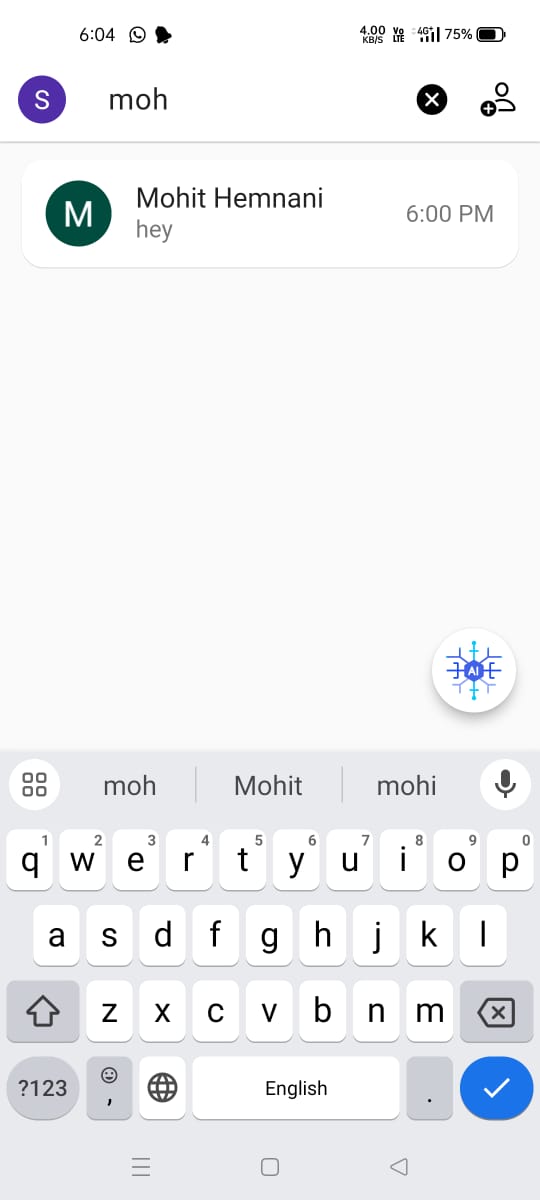 6:04 4.00 KB/S Vo LTE 4G+ 75%
S moh
M Mohit Hemnani 6:00 PM
hey
AI
moh Mohit mohi
1 2 3 4 5 6 7 8 9 0
q w e r t y u i o p
a s d f g h j k l
z x c v b n m
?123 , English .